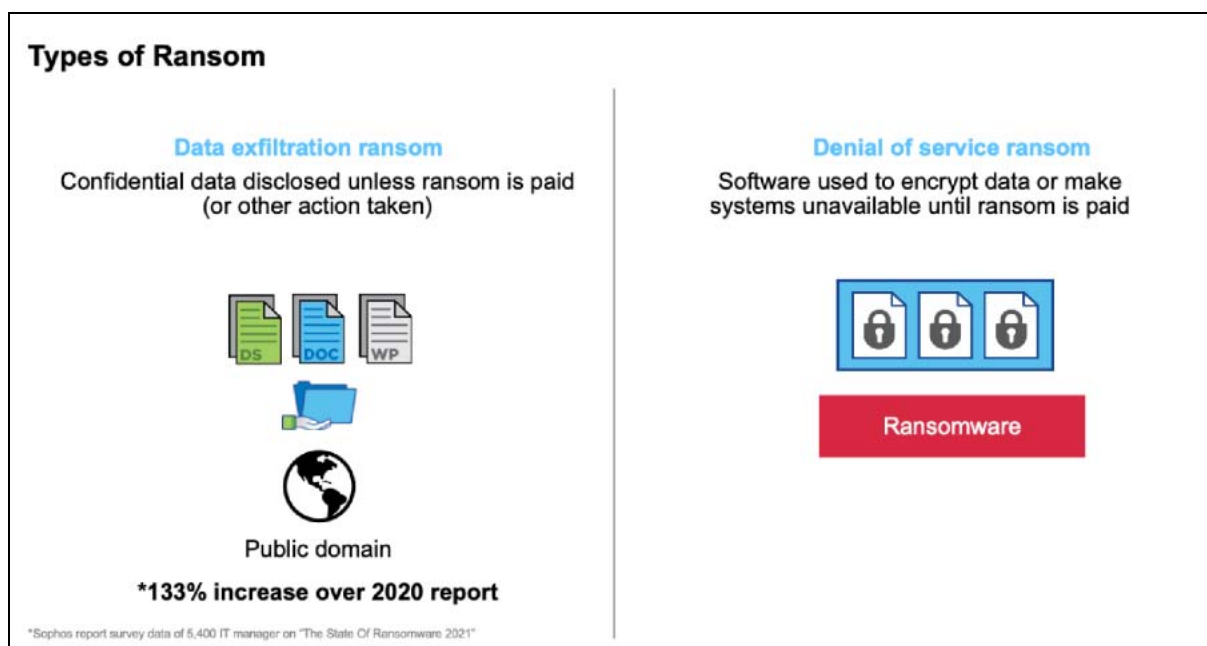 Types of Ransom
Data exfiltration ransom
Confidential data disclosed unless ransom is paid
(or other action taken)
DS
DOC
WP
Public domain
*133% increase over 2020 report
*Sophos report survey data of 5,400 IT manager on "The State Of Ransomware 2021"
Denial of service ransom
Software used to encrypt data or make
systems unavailable until ransom is paid
Ransomware